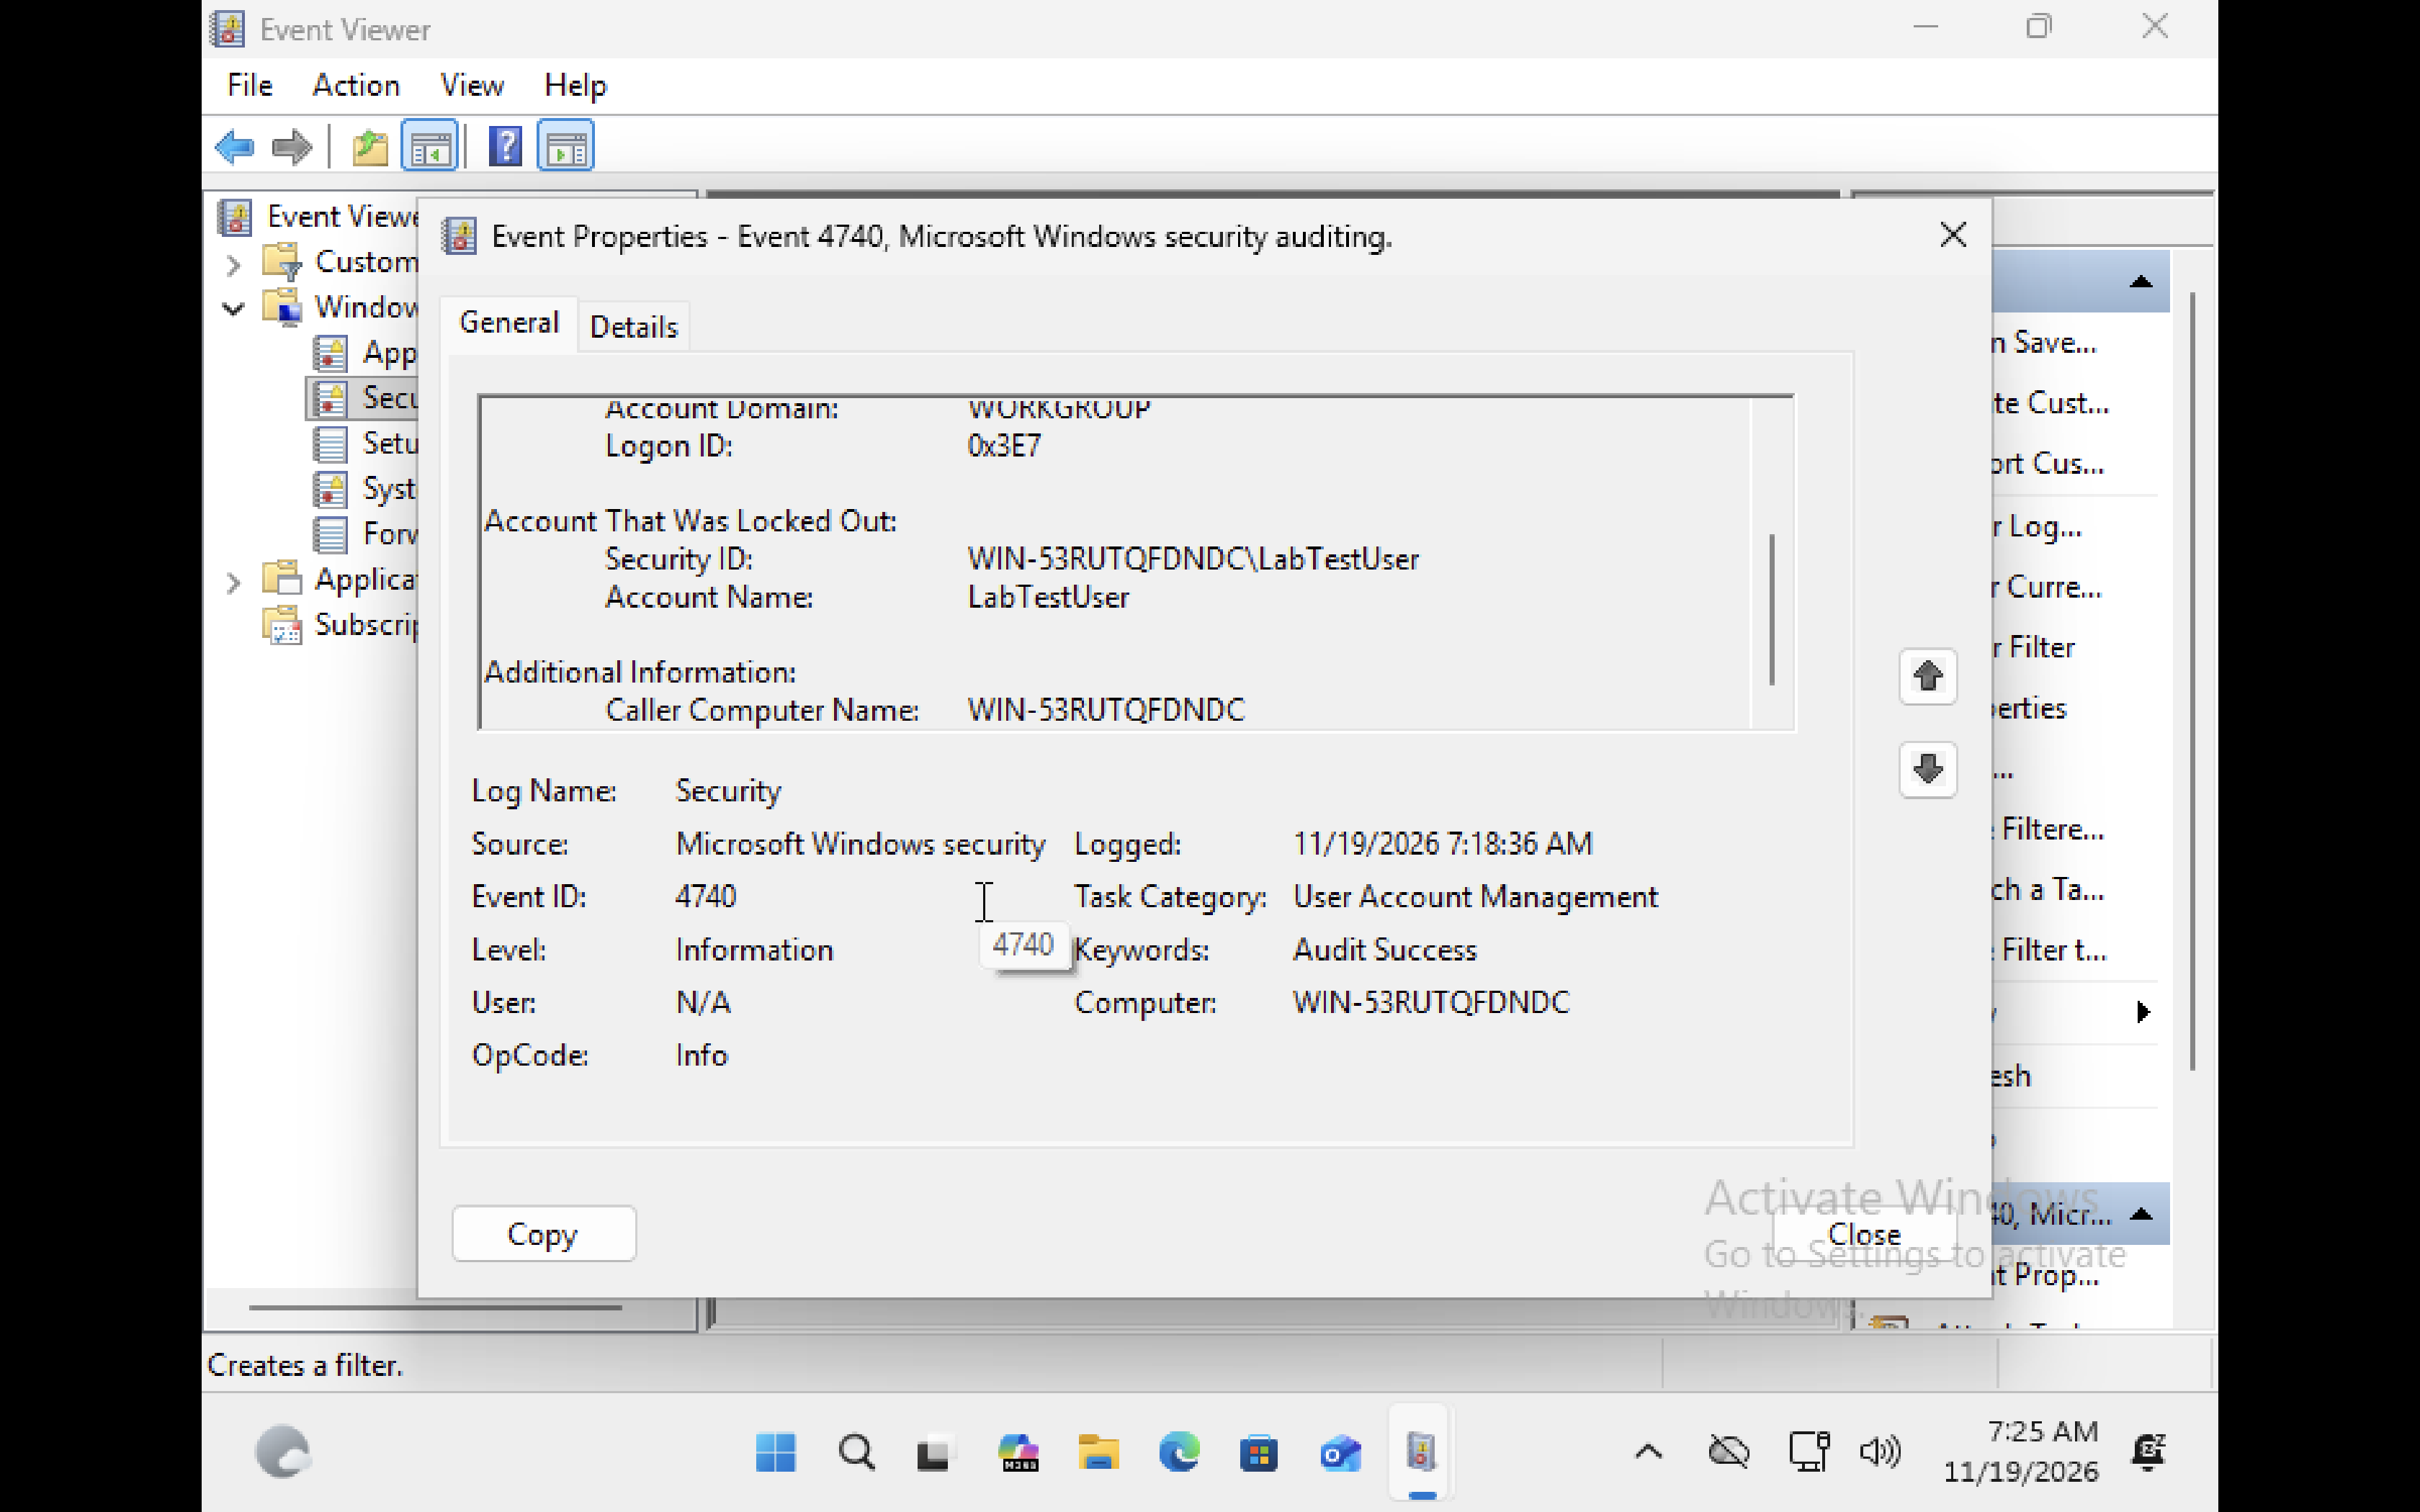 Event Viewer
File Action View Help
Event Viewe
Custom
Window
App
Secu
Setu
Syst
Forw
Applica
Subscrip
Event Properties - Event 4740, Microsoft Windows security auditing.
General Details
Account Domain: WORKGROUP
Logon ID: 0x3E7
Account That Was Locked Out:
Security ID: WIN-53RUTQFDNDC\LabTestUser
Account Name: LabTestUser
Additional Information:
Caller Computer Name: WIN-53RUTQFDNDC
Log Name: Security
Source: Microsoft Windows security Logged: 11/19/2026 7:18:36 AM
Event ID: 4740 Task Category: User Account Management
4740
Level: Information Keywords: Audit Success
User: N/A Computer: WIN-53RUTQFDNDC
OpCode: Info
Copy Close
n Save...
te Cust...
ort Cus...
r Log...
r Curre...
r Filter
erties
...
Filtere...
ch a Ta...
Filter t...
esh
40, Micr...
t Prop...
Activate Windows
Go to Settings to activate
Windows.
Creates a filter.
M365
7:25 AM
11/19/2026